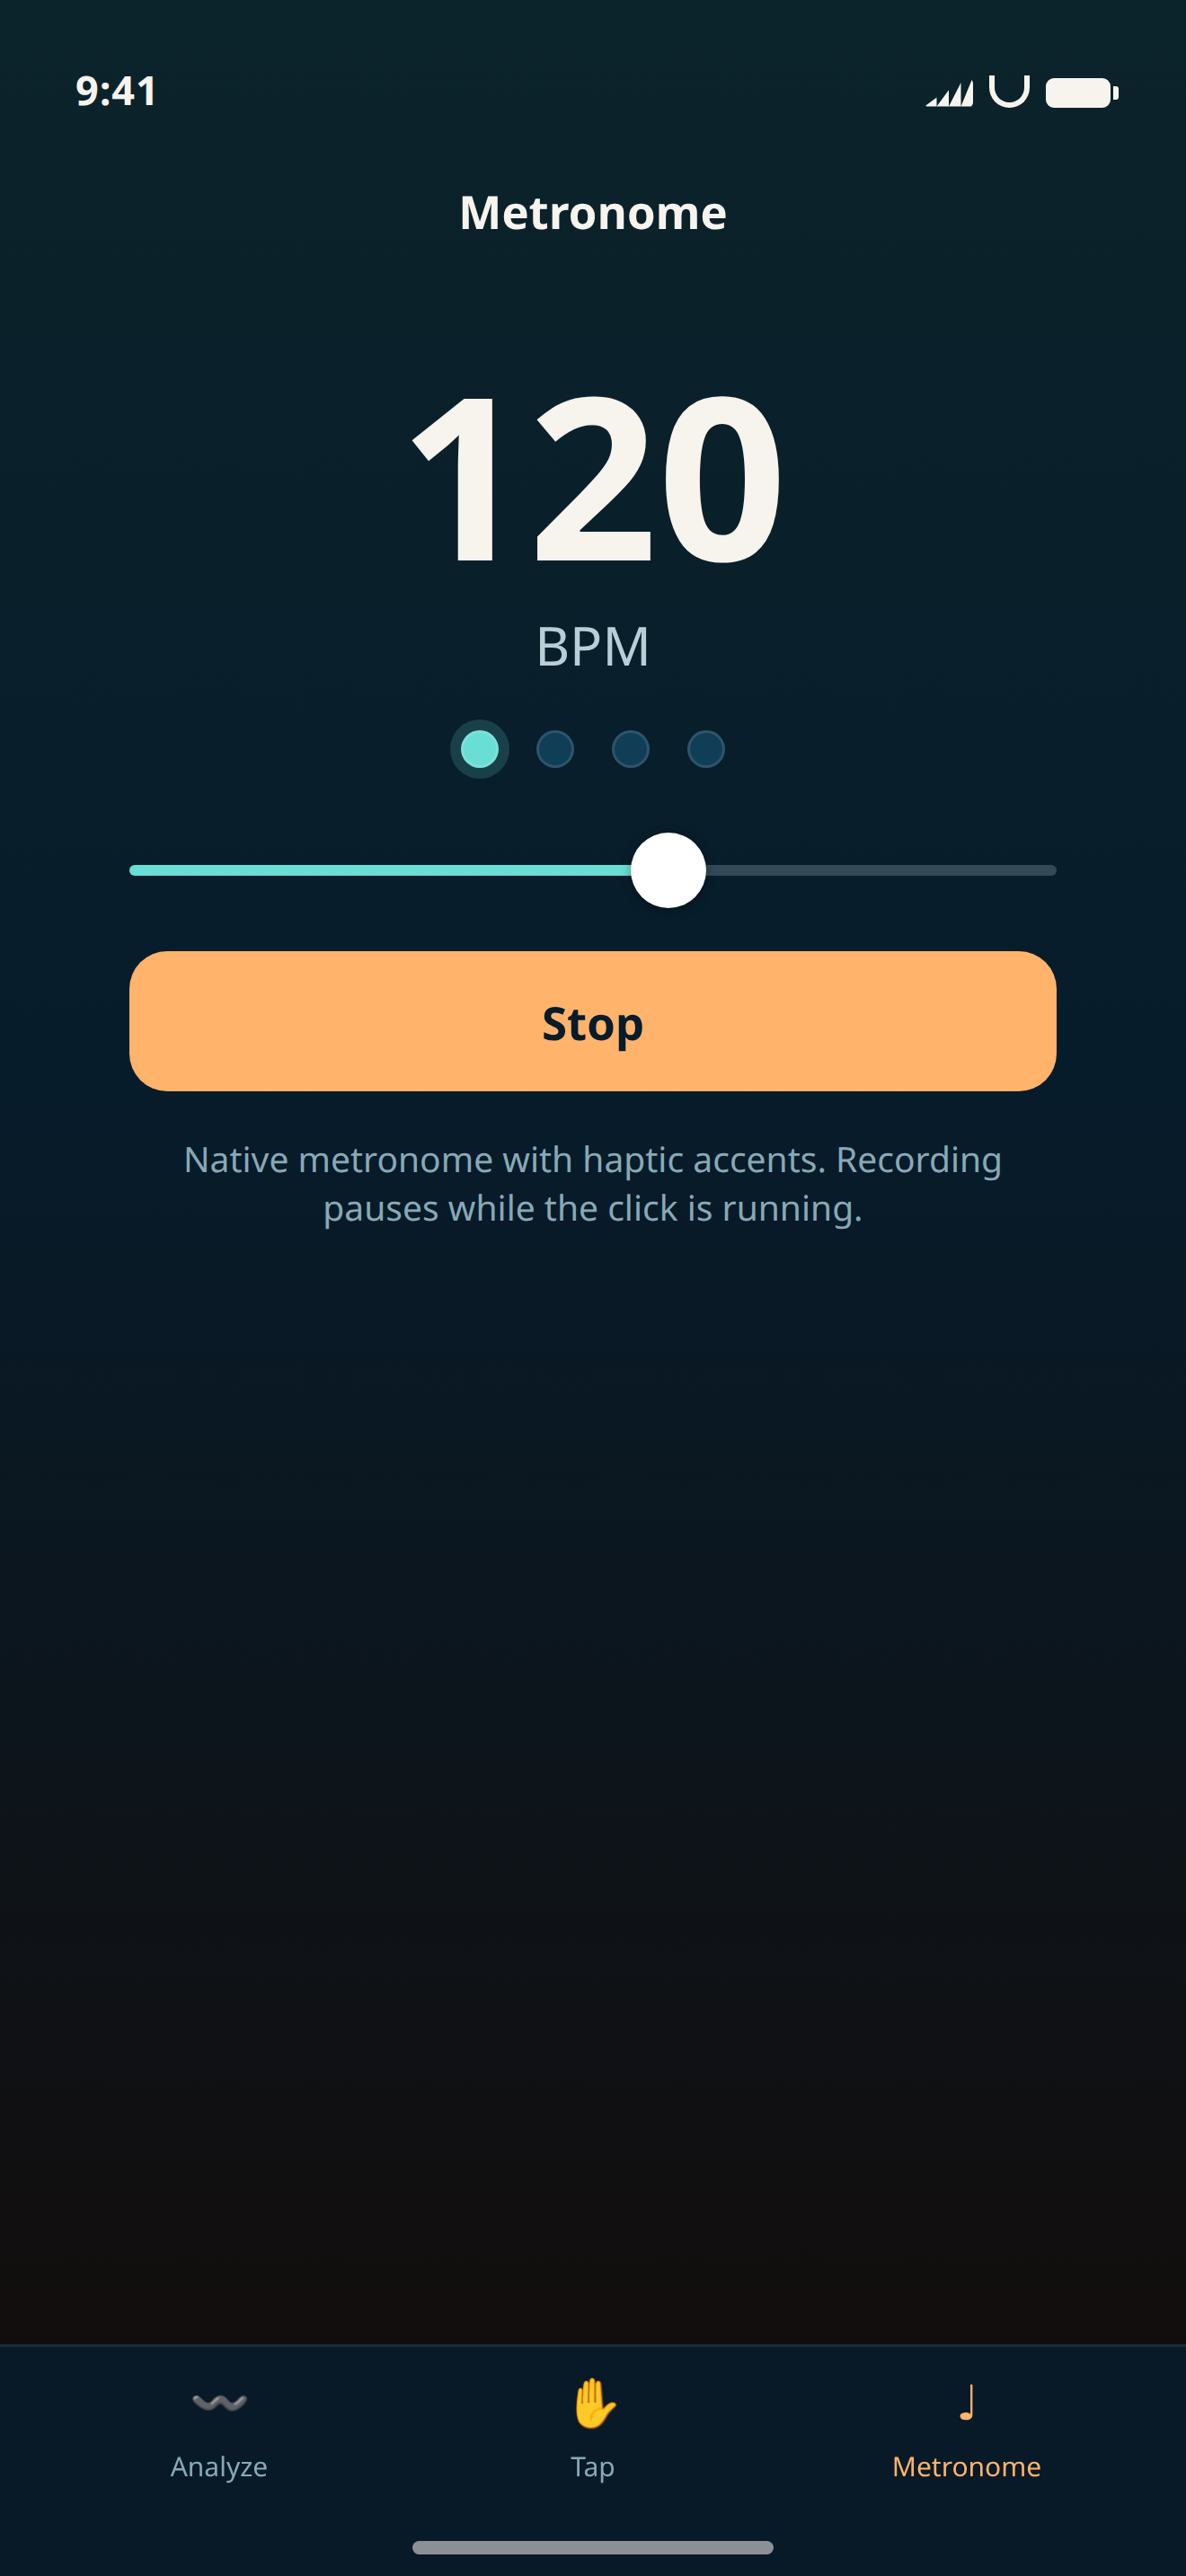 9:41
Metronome
120
BPM
Stop
Native metronome with haptic accents. Recording
pauses while the click is running.
Analyze
Tap
Metronome